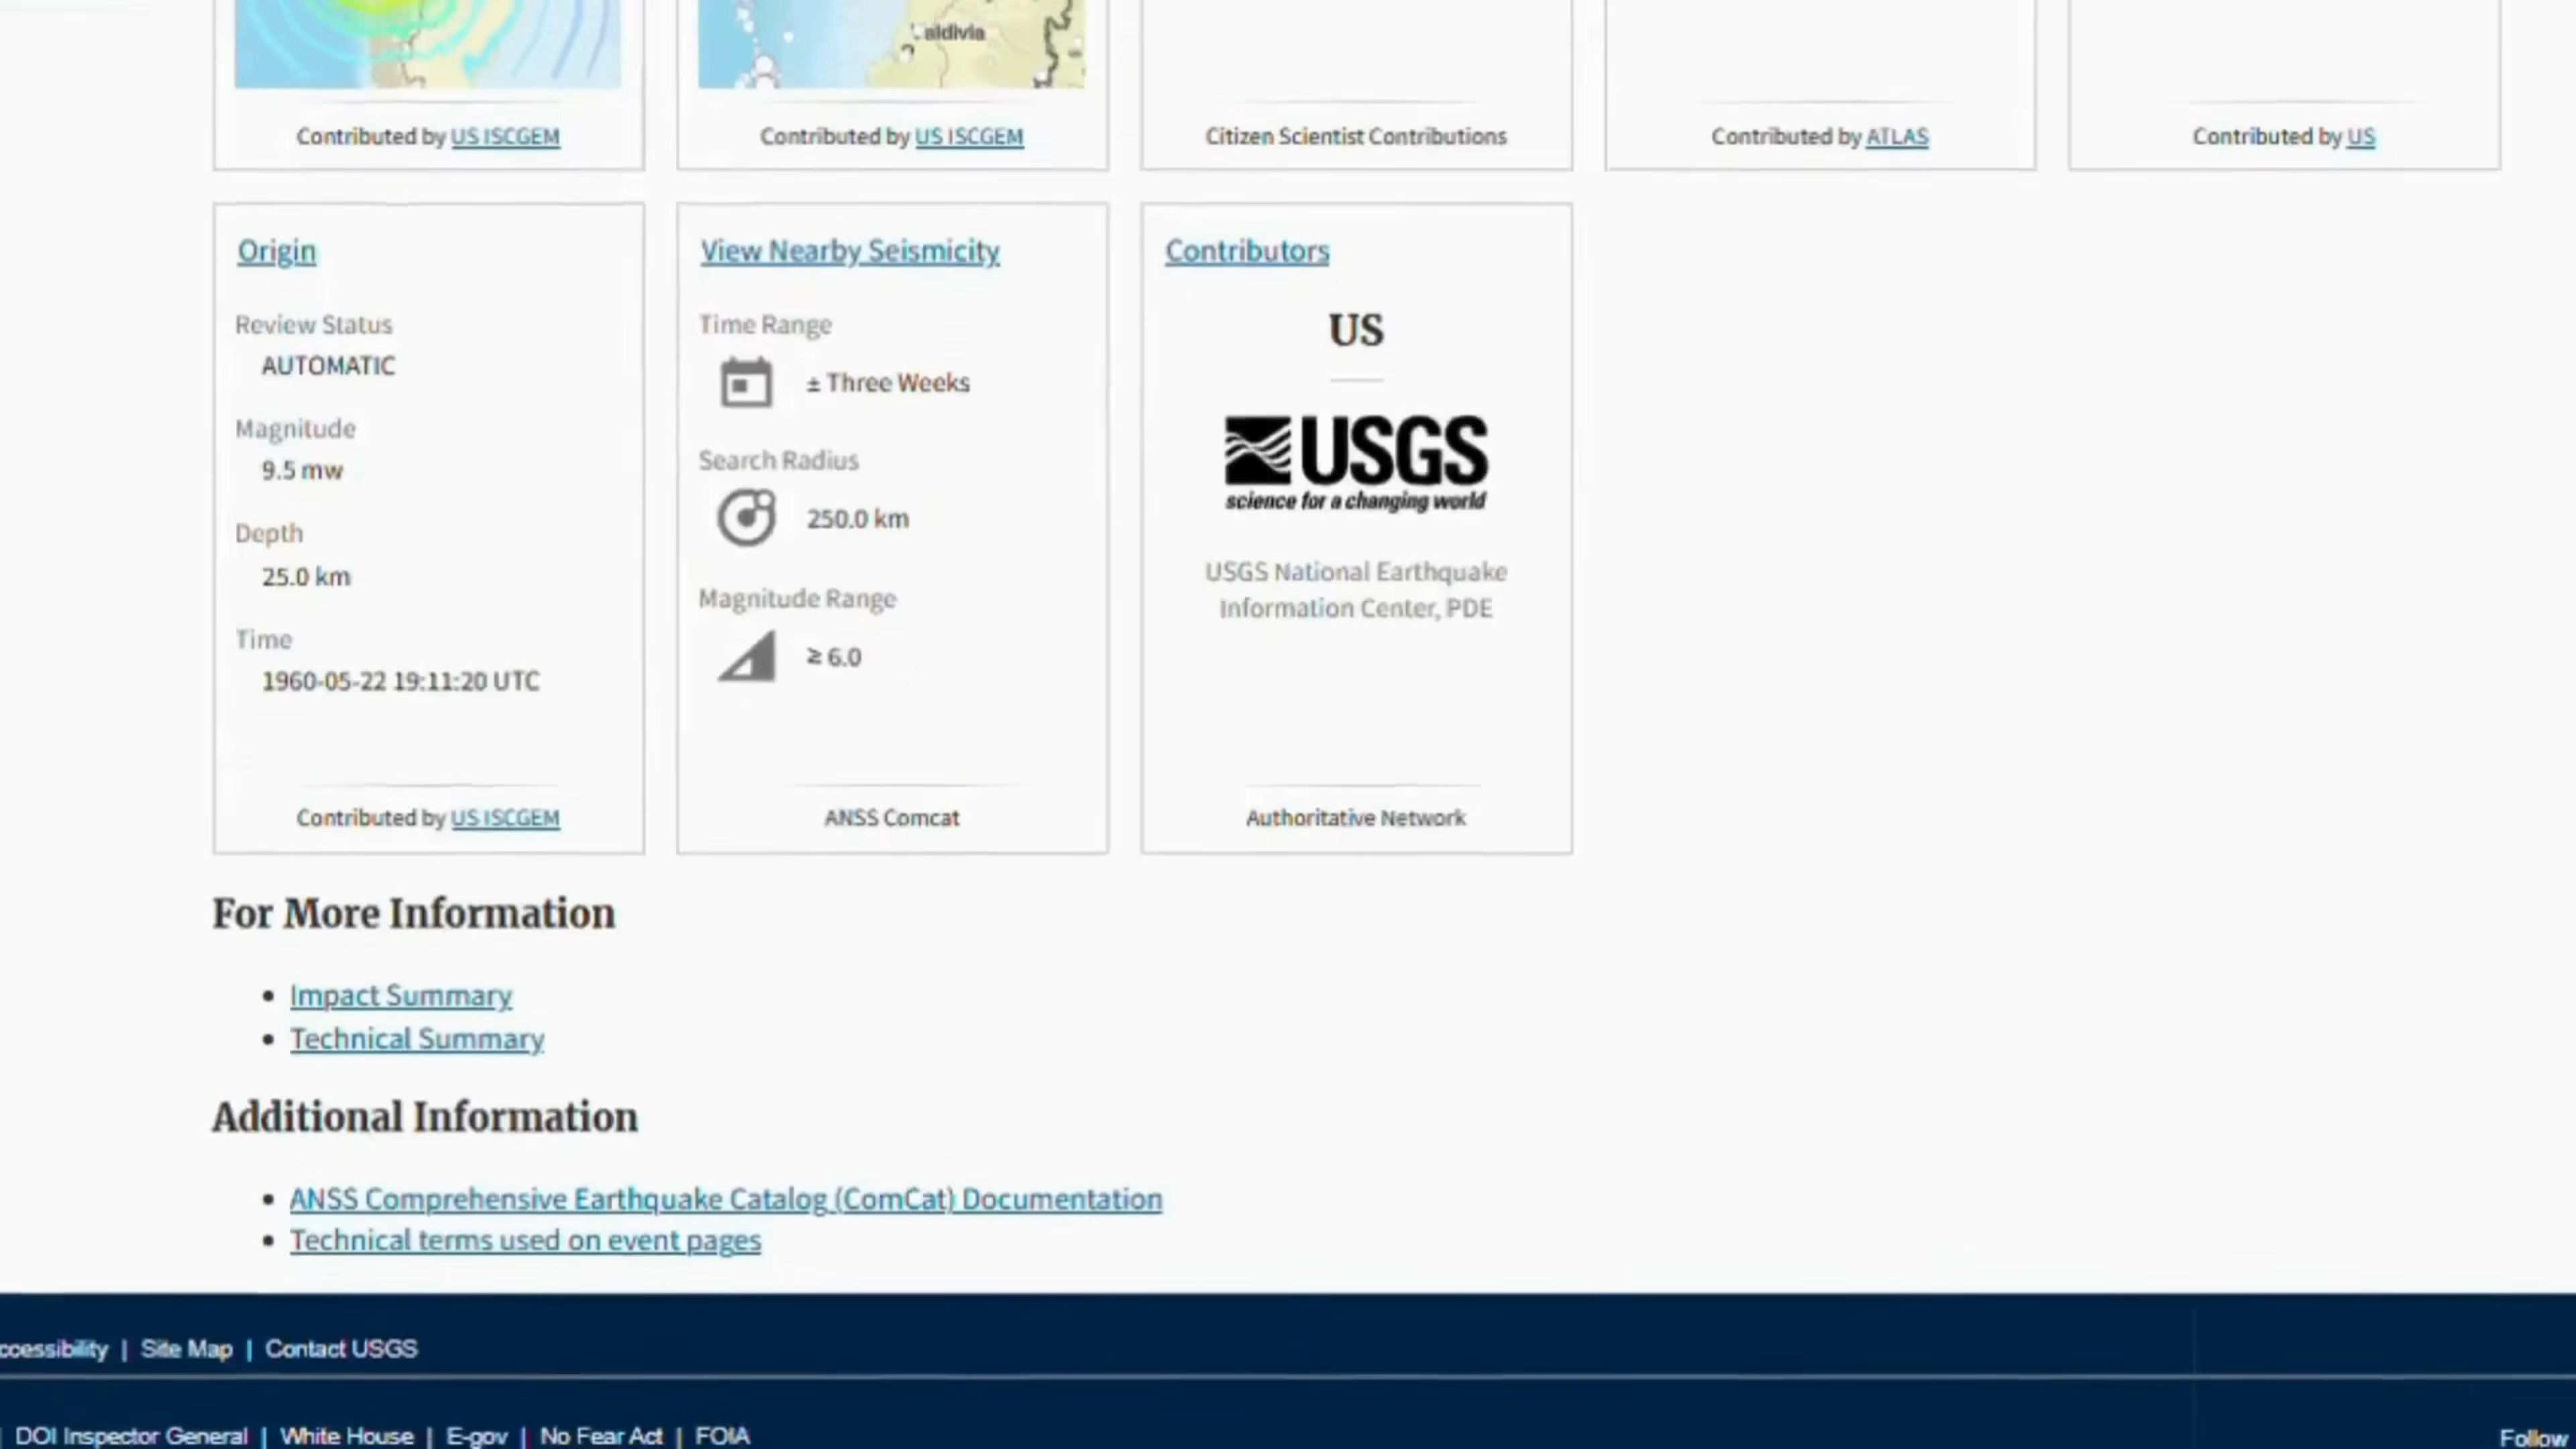 Contributed by US ISCGEM
Contributed by US ISCGEM
Citizen Scientist Contributions
Contributed by ATLAS
Contributed by US
Origin
Review Status
AUTOMATIC
Magnitude
9.5 mw
Depth
25.0 km
Time
1960-05-22 19:11:20 UTC
Contributed by US ISCGEM
View Nearby Seismicity
Time Range
± Three Weeks
Search Radius
250.0 km
Magnitude Range
≥ 6.0
ANSS Comcat
Contributors
US
USGS
science for a changing world
USGS National Earthquake
Information Center, PDE
Authoritative Network
For More Information
• Impact Summary
• Technical Summary
Additional Information
• ANSS Comprehensive Earthquake Catalog (ComCat) Documentation
• Technical terms used on event pages
ccessibility | Site Map | Contact USGS
| DOI Inspector General | White House | E-gov | No Fear Act | FOIA
Follow